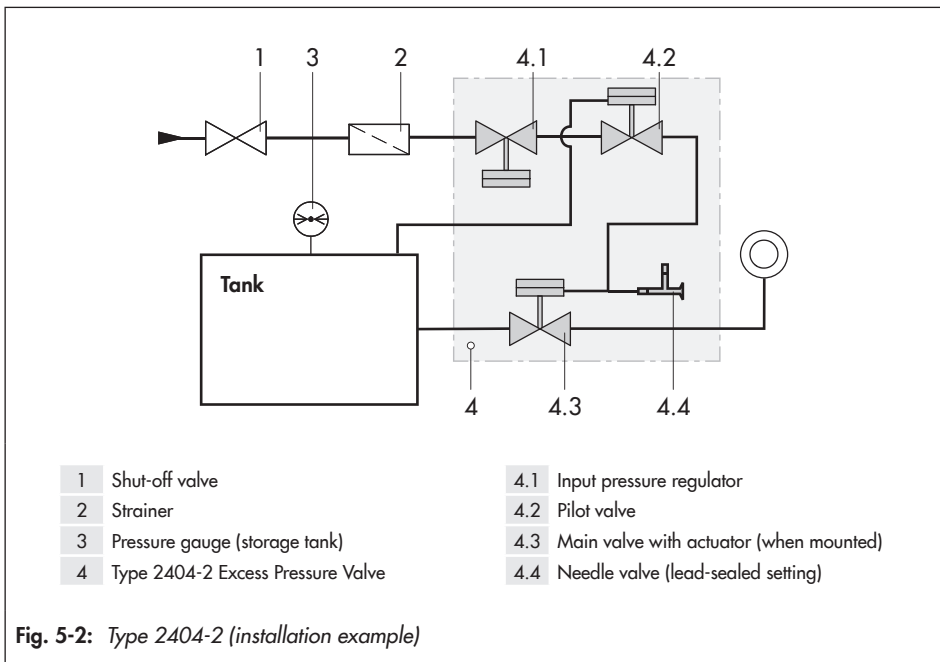 1 3 2 4.1 4.2
Tank
4 4.3 4.4
1 Shut-off valve
2 Strainer
3 Pressure gauge (storage tank)
4 Type 2404-2 Excess Pressure Valve
4.1 Input pressure regulator
4.2 Pilot valve
4.3 Main valve with actuator (when mounted)
4.4 Needle valve (lead-sealed setting)
Fig. 5-2: Type 2404-2 (installation example)